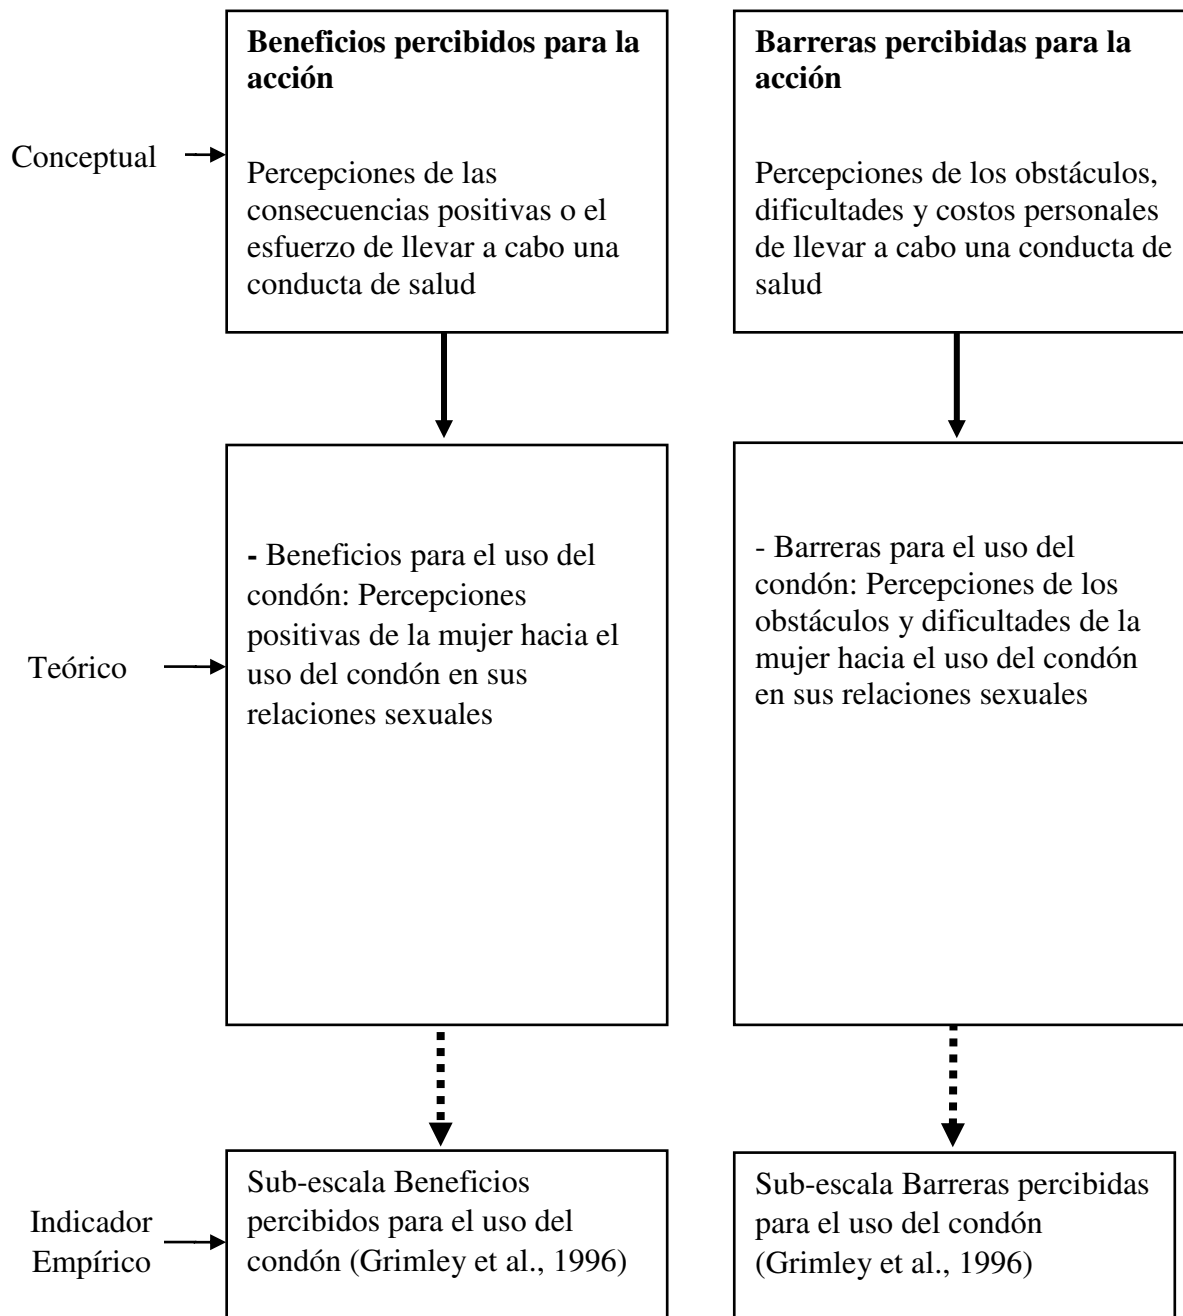 Beneficios percibidos para la
acción
Barreras percibidas para la
acción
Conceptual
Percepciones de las
consecuencias positivas o el
esfuerzo de llevar a cabo una
conducta de salud
Percepciones de los obstáculos,
dificultades y costos personales
de llevar a cabo una conducta de
salud
Teórico
- Beneficios para el uso del
condón: Percepciones
positivas de la mujer hacia el
uso del condón en sus
relaciones sexuales
- Barreras para el uso del
condón: Percepciones de los
obstáculos y dificultades de la
mujer hacia el uso del condón
en sus relaciones sexuales
Indicador
Empírico
Sub-escala Beneficios
percibidos para el uso del
condón (Grimley et al., 1996)
Sub-escala Barreras percibidas
para el uso del condón
(Grimley et al., 1996)